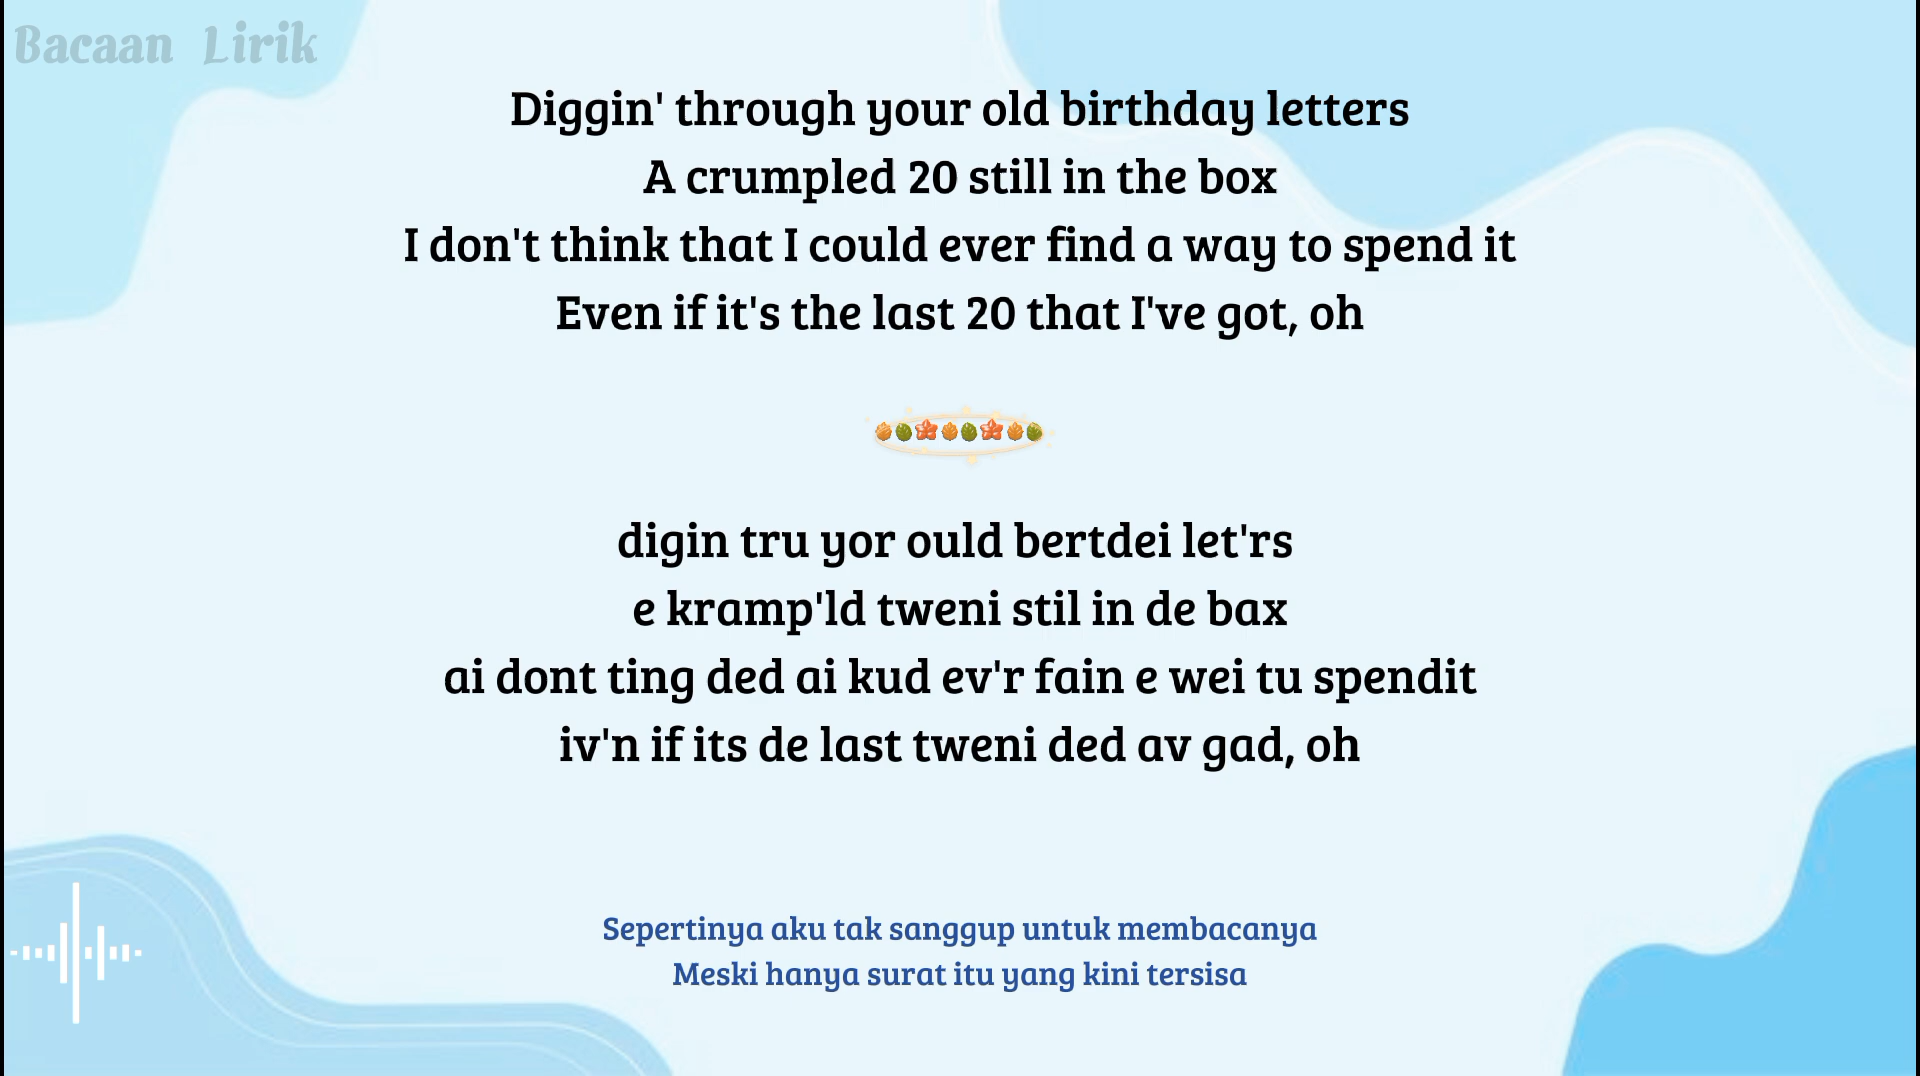 Bacaan Lirik
Diggin' through your old birthday letters
A crumpled 20 still in the box
I don't think that I could ever find a way to spend it
Even if it's the last 20 that I've got, oh
digin tru yor ould bertdei let'rs
e kramp'ld tweni stil in de bax
ai dont ting ded ai kud ev'r fain e wei tu spendit
iv'n if its de last tweni ded av gad, oh
Sepertinya aku tak sanggup untuk membacanya
Meski hanya surat itu yang kini tersisa